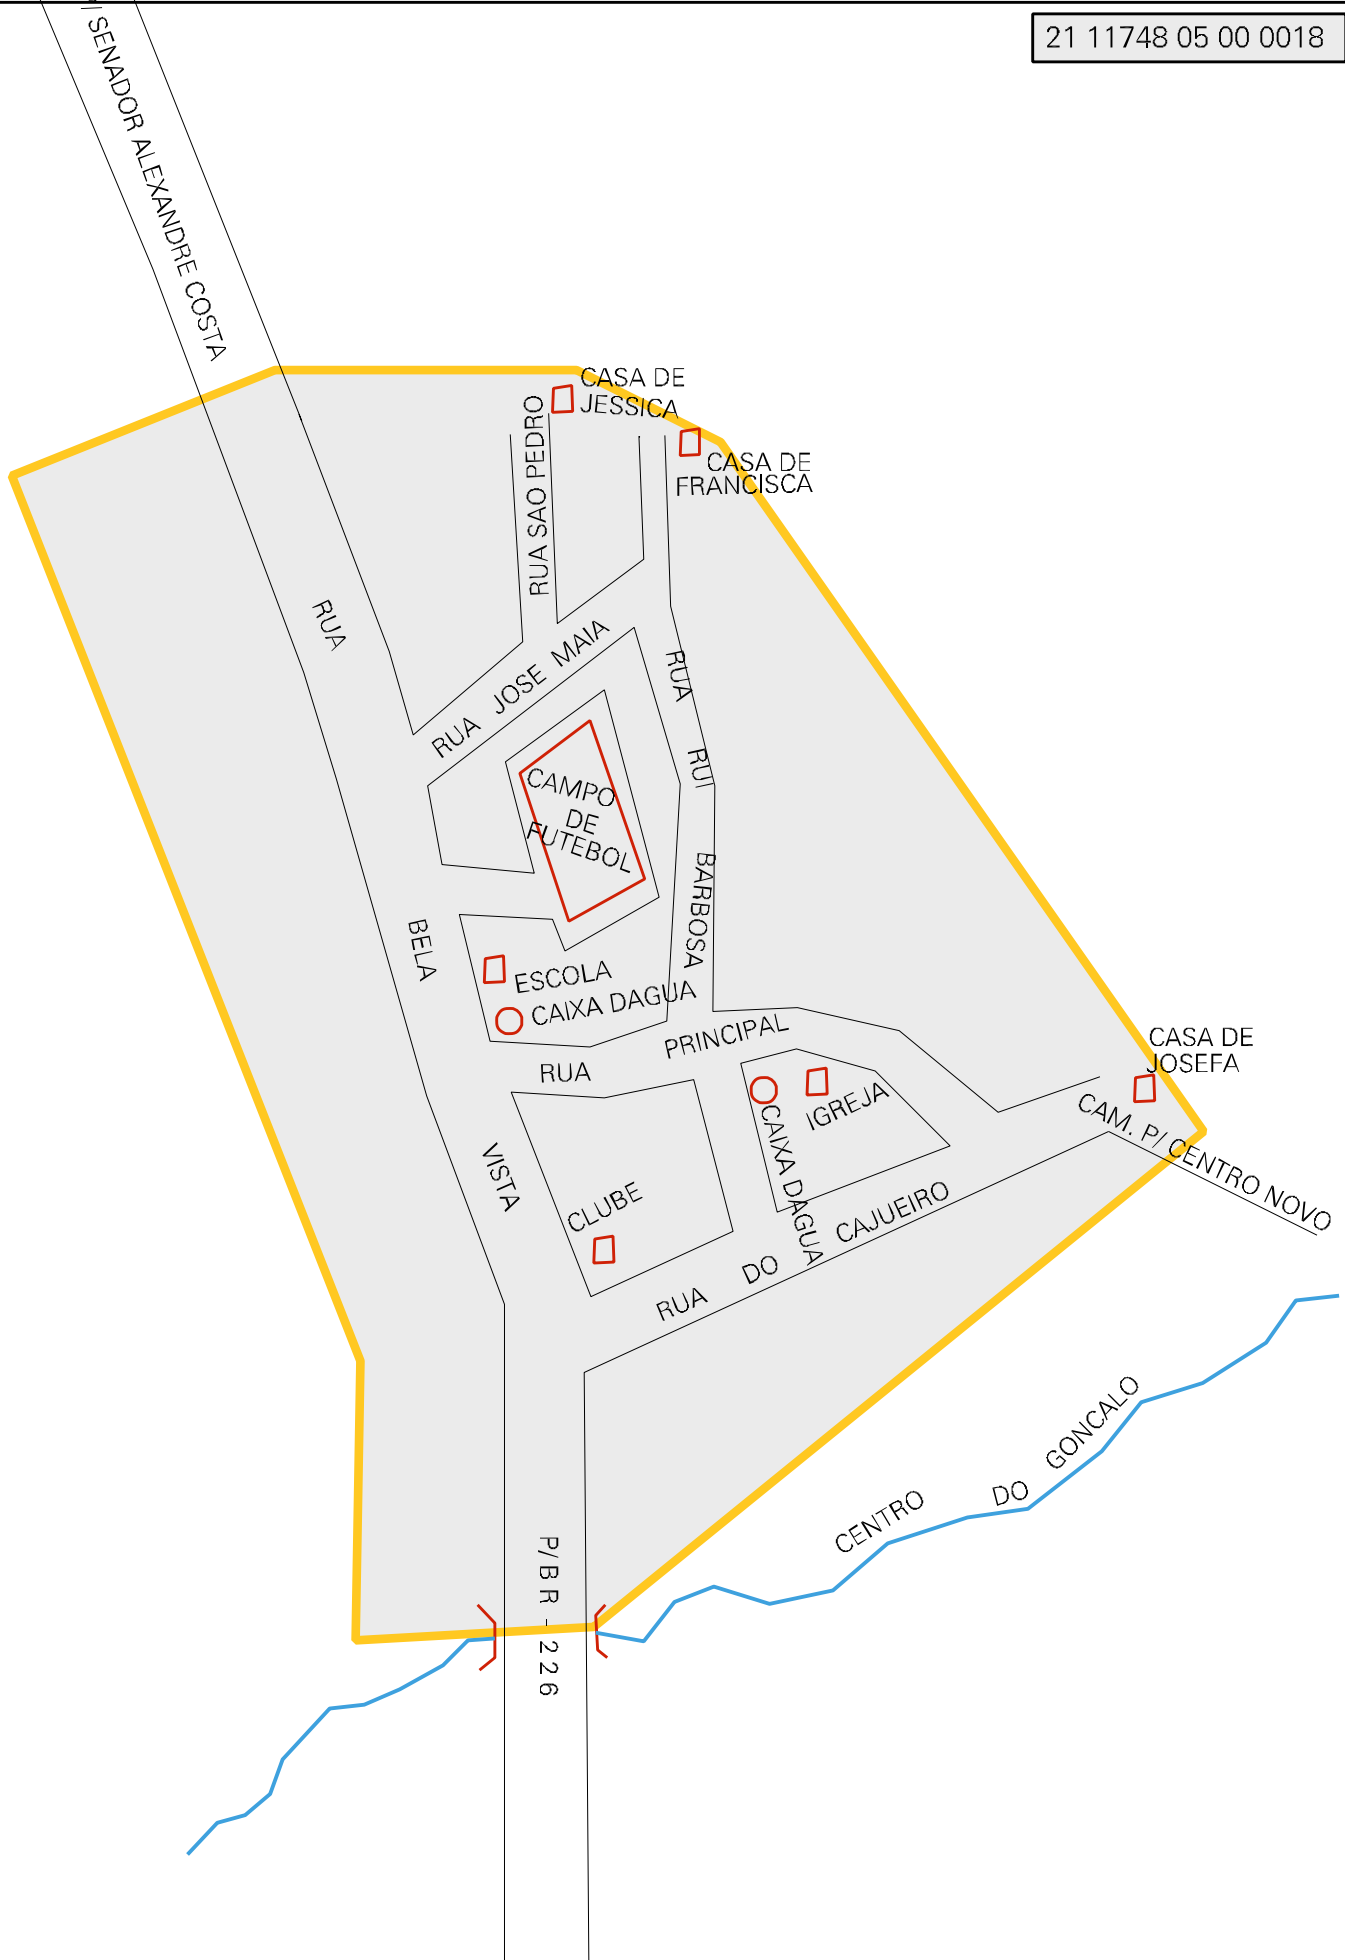 21 11748 05 00 0018
P/ SENADOR ALEXANDRE COSTA
CASA DE
JESSICA
RUA SAO PEDRO
CASA DE
FRANCISCA
RUA JOSE MAIA
RUA RUI BARBOSA
CAMPO
DE
FUTEBOL
RUA BELA VISTA
ESCOLA
CAIXA DAGUA
RUA PRINCIPAL
CASA DE
JOSEFA
CAM. P/ CENTRO NOVO
IGREJA
CAIXA DAGUA
CLUBE
RUA DO CAJUEIRO
CENTRO DO GONCALO
P/ B R - 2 2 6